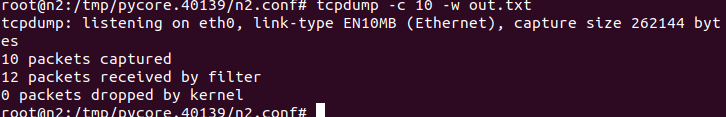 root@n2:/tmp/pycore.40139/n2.conf# tcpdump -c 10 -w out.txt
tcpdump: listening on eth0, link-type EN10MB (Ethernet), capture size 262144 byt
es
10 packets captured
12 packets received by filter
0 packets dropped by kernel
root@n2:/tmp/pycore.40139/n2.conf#